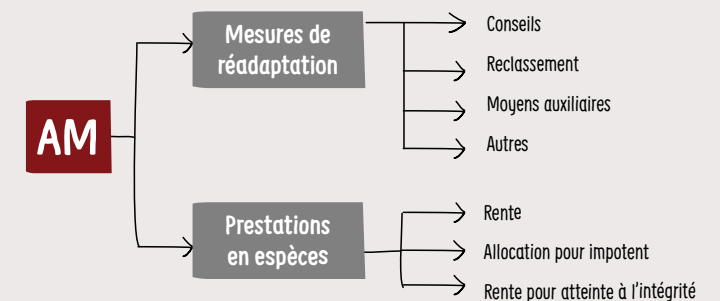 AM
Mesures de
réadaptation
Conseils
Reclassement
Moyens auxiliaires
Autres
Prestations
en espèces
Rente
Allocation pour impotent
Rente pour atteinte à l'intégrité